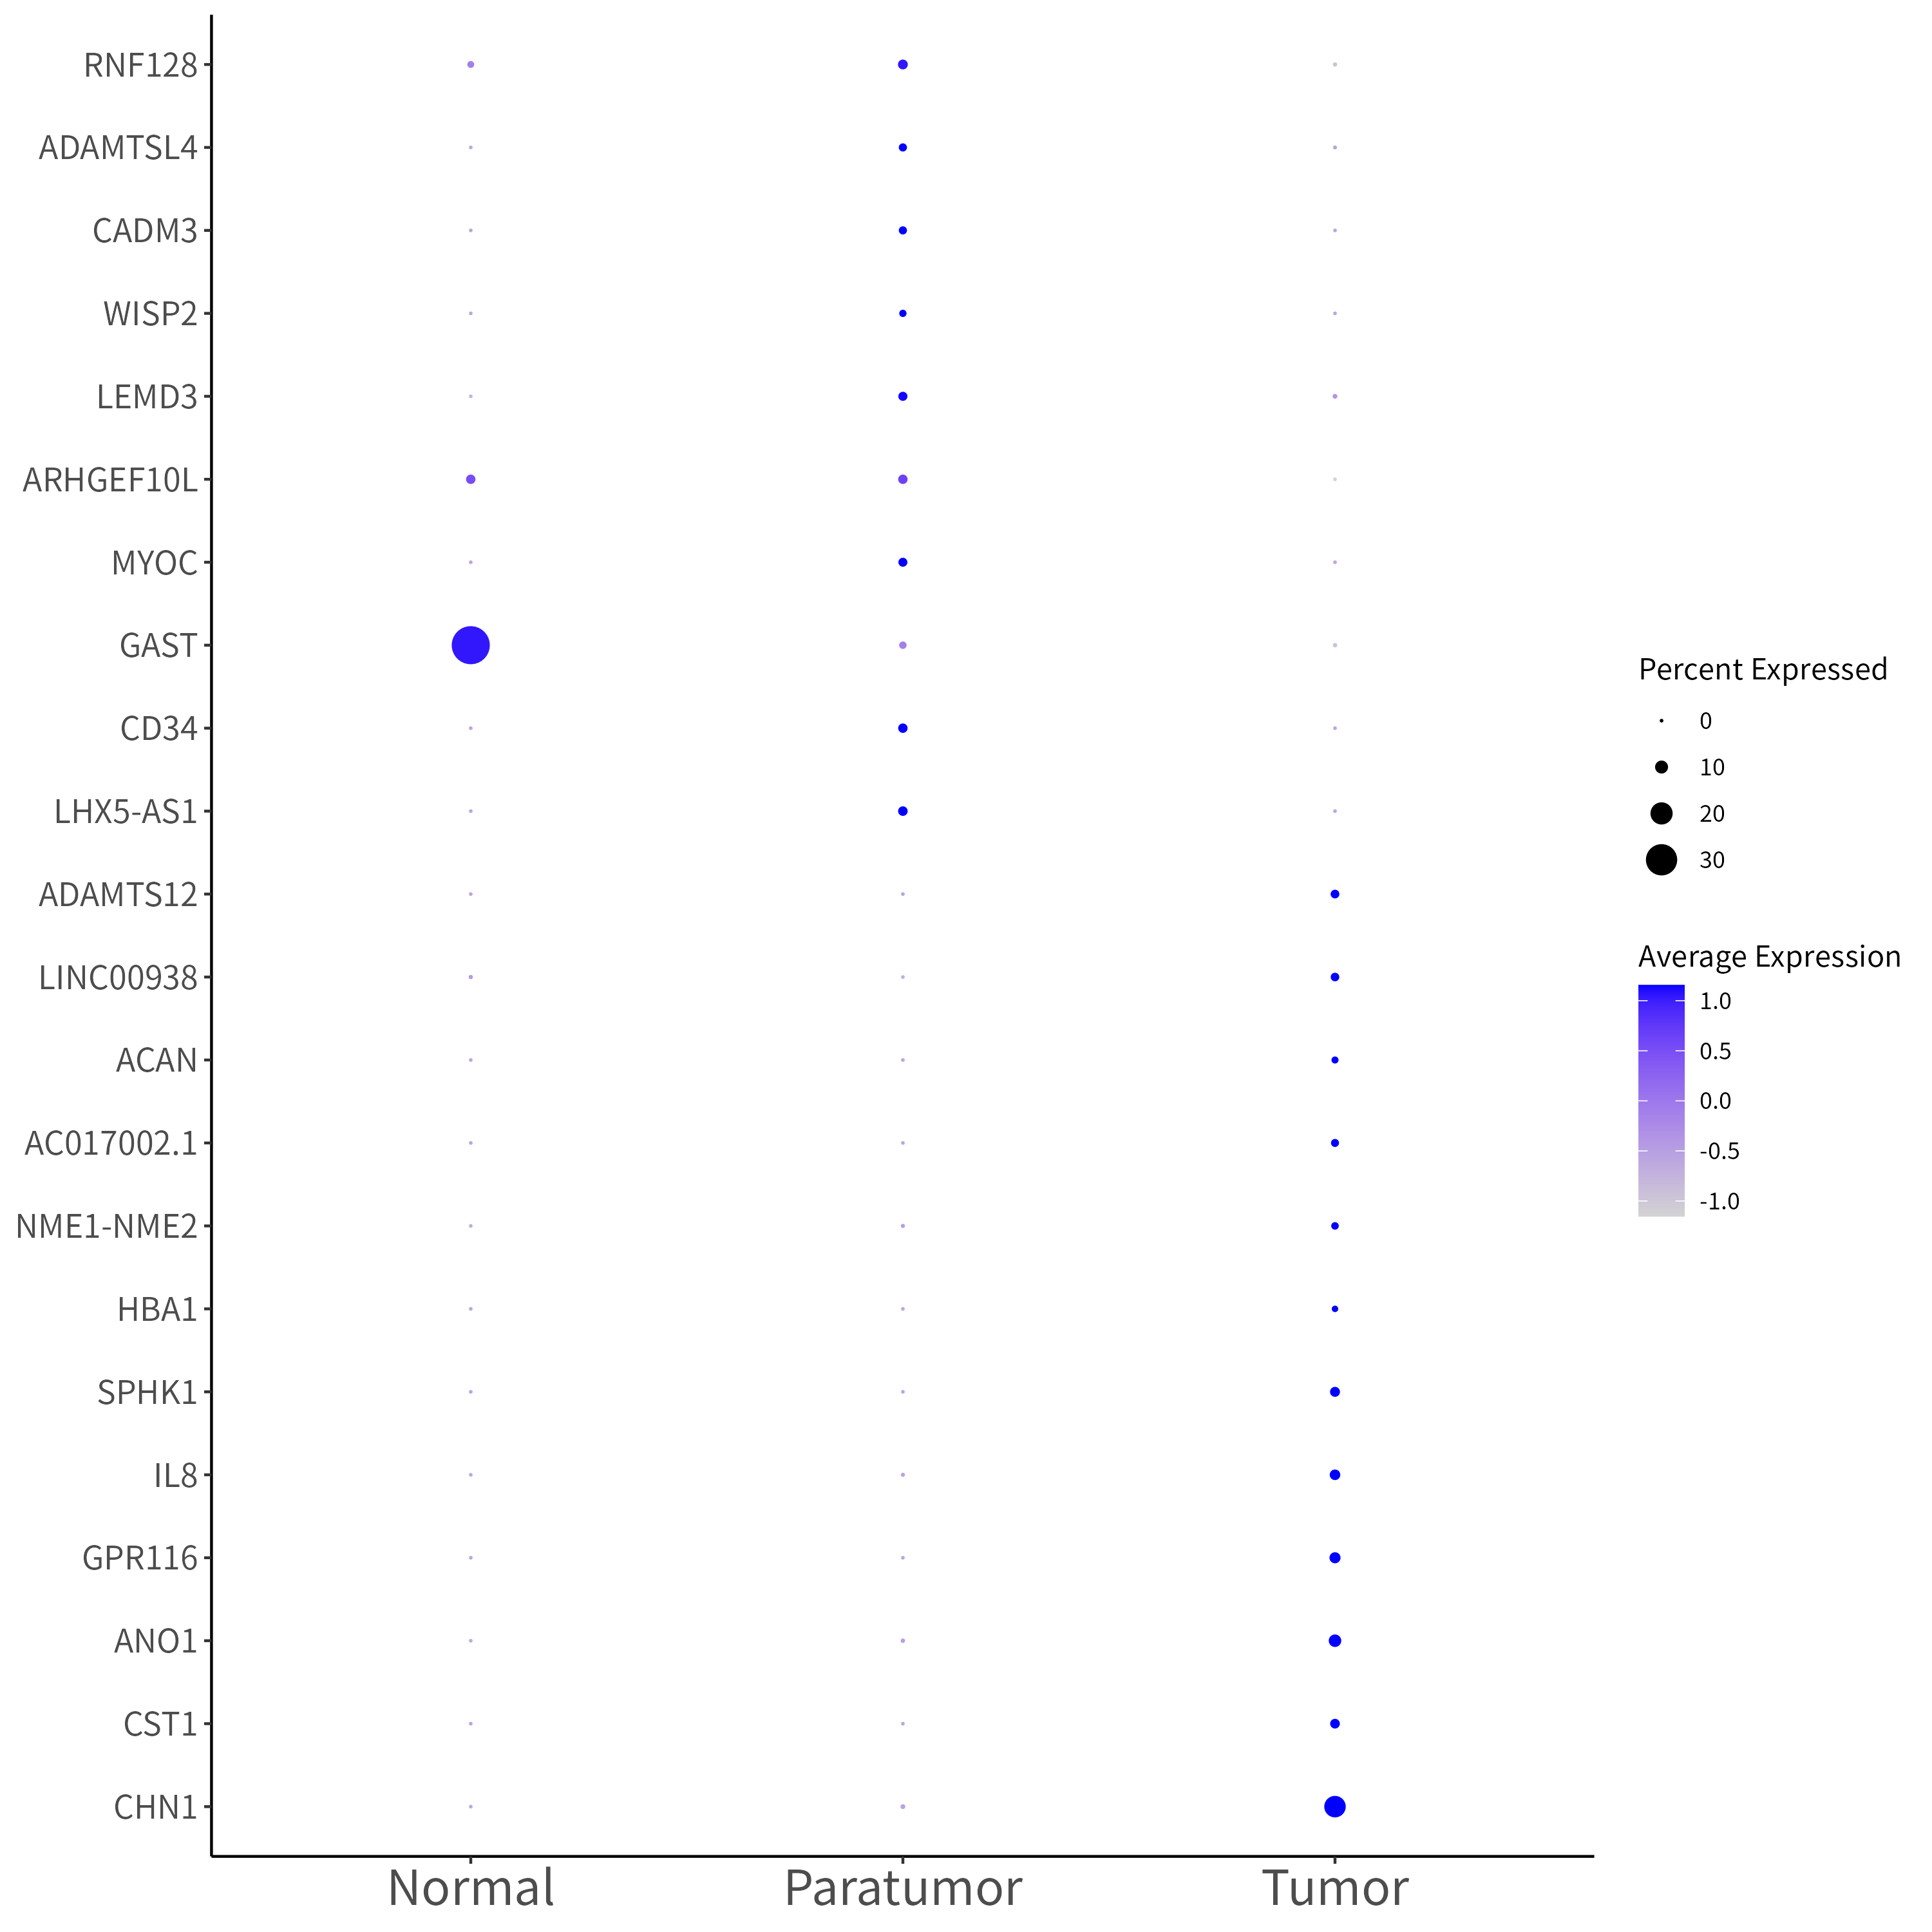 RNF128
ADAMTSL4
CADM3
WISP2
LEMD3
ARHGEF10L
MYOC
GAST
CD34
LHX5-AS1
ADAMTS12
LINC00938
ACAN
AC017002.1
NME1-NME2
HBA1
SPHK1
IL8
GPR116
ANO1
CST1
CHN1
Normal Paratumor Tumor
Percent Expressed
0
10
20
30
Average Expression
1.0
0.5
0.0
-0.5
-1.0